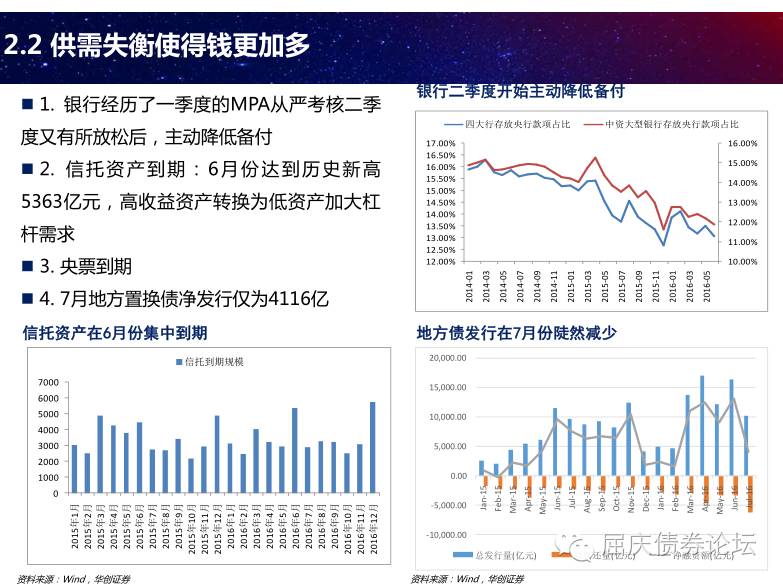 2.2 供需失衡使得钱更加多
■ 1. 银行经历了一季度的MPA从严考核二季
度又有所放松后，主动降低备付
■ 2. 信托资产到期：6月份达到历史新高
5363亿元，高收益资产转换为低资产加大杠
杆需求
■ 3. 央票到期
■ 4. 7月地方置换债净发行仅为4116亿
银行二季度开始主动降低备付
四大行存放央行款项占比 中资大型银行存放央行款项占比
17.00% 16.00%
16.50%
16.00% 15.00%
15.50%
15.00% 14.00%
14.50% 13.00%
14.00%
13.50% 12.00%
13.00% 11.00%
12.50%
12.00% 10.00%
2014-01 2014-03 2014-05 2014-07 2014-09 2014-11 2015-01 2015-03 2015-05 2015-07 2015-09 2015-11 2016-01 2016-03 2016-05
信托资产在6月份集中到期
信托到期规模
7000
6000
5000
4000
3000
2000
1000
0
2015年1月 2015年2月 2015年3月 2015年4月 2015年5月 2015年6月 2015年7月 2015年8月 2015年9月 2015年10月 2015年11月 2015年12月 2016年1月 2016年2月 2016年3月 2016年4月 2016年5月 2016年6月 2016年7月 2016年8月 2016年9月 2016年10月 2016年11月 2016年12月
资料来源：Wind，华创证券
地方债发行在7月份陡然减少
20,000.00
15,000.00
10,000.00
5,000.00
0.00
-5,000.00
-10,000.00
Jan-15 Feb-15 Mar-15 Apr-15 May-15 Jun-15 Jul-15 Aug-15 Sep-15 Oct-15 Nov-15 Dec-15 Jan-16 Feb-16 Mar-16 Apr-16 May-16 Jun-16 Jul-16
总发行量(亿元) 还量(亿元) 净融资额(亿元)
屈庆债券论坛
资料来源：Wind，华创证券